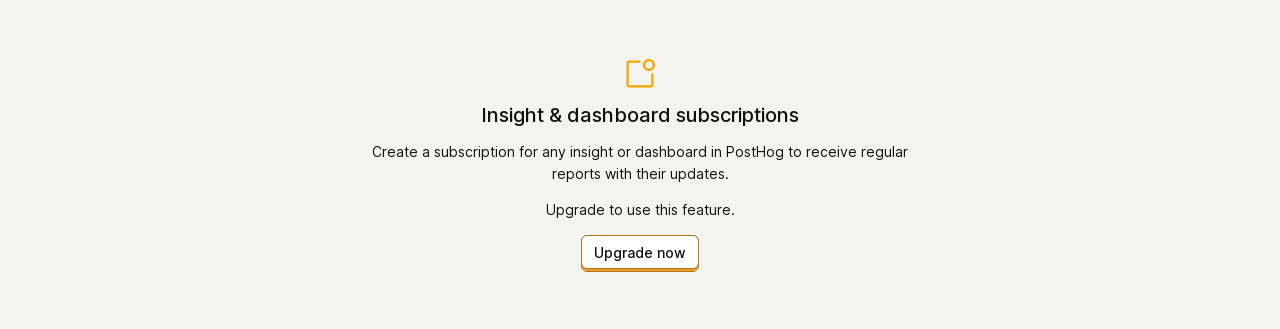 Insight & dashboard subscriptions
Create a subscription for any insight or dashboard in PostHog to receive regular
reports with their updates.
Upgrade to use this feature.
Upgrade now